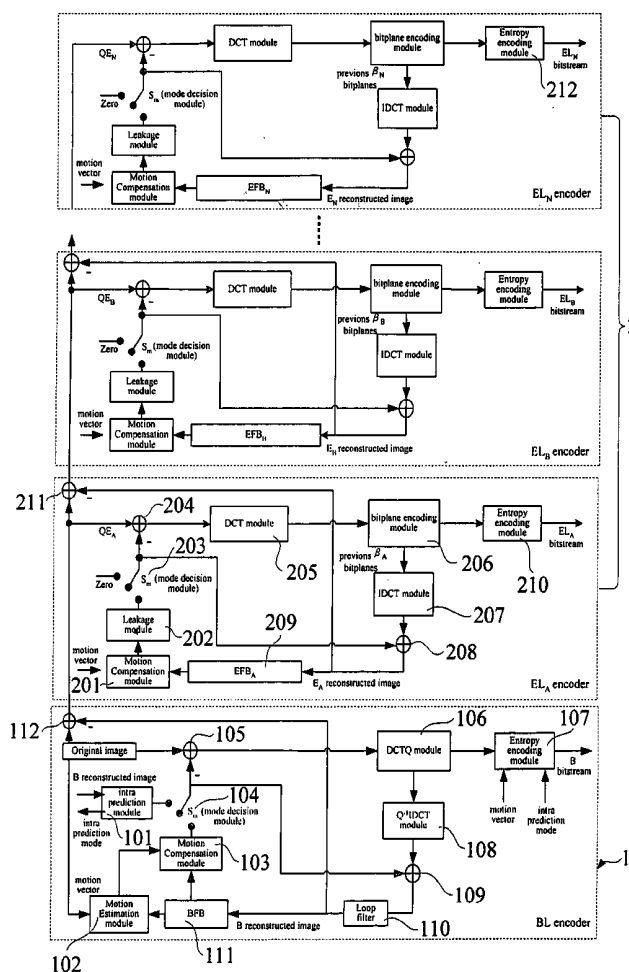 QE_N
DCT module
bitplane encoding module
Entropy encoding module
EL_N bitstream
212
previons β_N bitplanes
Zero
S_m (mode decision module)
IDCT module
Leakage module
motion vector
Motion Compensation module
EFB_N
E_N reconstructed image
EL_N encoder
QE_B
DCT module
bitplane encoding module
Entropy encoding module
EL_B bitstream
previons β_B bitplanes
Zero
S_m (mode decision module)
IDCT module
Leakage module
motion vector
Motion Compensation module
EFB_B
E_B reconstructed image
EL_B encoder
211
204
QE_A
DCT module
205
bitplane encoding module
206
Entropy encoding module
210
EL_A bitstream
203
previons β_A bitplanes
Zero
S_m (mode decision module)
IDCT module
207
Leakage module
202
209
208
motion vector
201
Motion Compensation module
EFB_A
E_A reconstructed image
EL_A encoder
112
105
106
107
Original image
DCTQ module
Entropy encoding module
B bitstream
B reconstructed image
intra prediction module
104
S_m (mode decision module)
motion vector
intra prediction mode
intra prediction mode
101
Q⁻¹IDCT module
108
Motion Compensation module
103
1
motion vector
109
Motion Estimation module
102
BFB
111
B reconstructed image
Loop filter
110
BL encoder